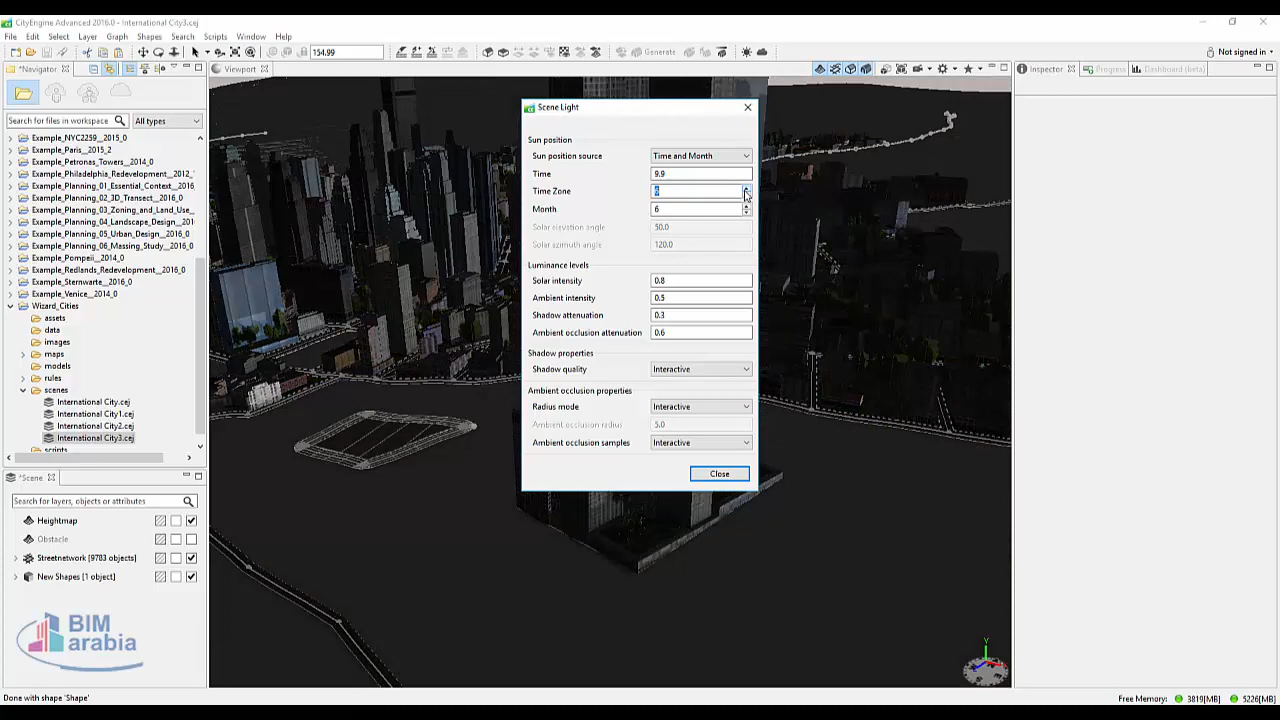 CityEngine Advanced 2016.0 - International City3.cej
File Edit Select Layer Graph Shapes Search Scripts Window Help
154.99
Generate
Not signed in
*Navigator
Viewport
Inspector
Progress
Dashboard (beta)
Search for files in workspace
All types
Example_NYC2259__2015_0
Example_Paris__2015_2
Example_Petronas_Towers__2014_0
Example_Philadelphia_Redevelopment__2012_
Example_Planning_01_Essential_Context__2016
Example_Planning_02_3D_Transect__2016_0
Example_Planning_03_Zoning_and_Land_Use_
Example_Planning_04_Landscape_Design__201
Example_Planning_05_Urban_Design__2016_0
Example_Planning_06_Massing_Study__2016_0
Example_Pompeii__2014_0
Example_Redlands_Redevelopment__2016_0
Example_Sternwarte__2016_0
Example_Venice__2014_0
Wizard_Cities
assets
data
images
maps
models
rules
scenes
International City.cej
International City1.cej
International City2.cej
International City3.cej
scripts
*Scene
Search for layers, objects or attributes
Heightmap
Obstacle
Streetnetwork [9783 objects]
New Shapes [1 object]
BIM
arabia
Scene Light
Sun position
Sun position source Time and Month
Time 9.9
Time Zone
Month 6
Solar elevation angle 50.0
Solar azimuth angle 120.0
Luminance levels
Solar intensity 0.8
Ambient intensity 0.5
Shadow attenuation 0.3
Ambient occlusion attenuation 0.6
Shadow properties
Shadow quality Interactive
Ambient occlusion properties
Radius mode Interactive
Ambient occlusion radius 5.0
Ambient occlusion samples Interactive
Close
Y
Done with shape 'Shape'
Free Memory: 3819[MB] 5226[MB]